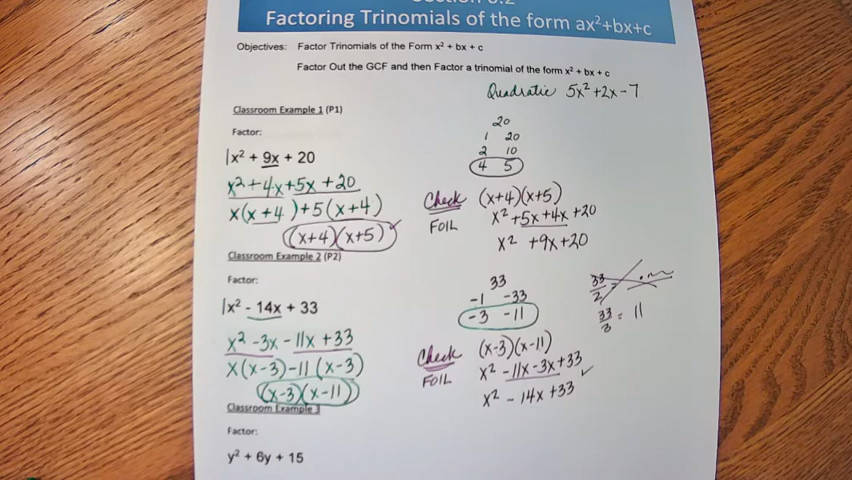 Factoring Trinomials of the form ax²+bx+c
Objectives: Factor Trinomials of the Form x² + bx + c
Factor Out the GCF and then Factor a trinomial of the form x² + bx + c
Quadratic 5x² + 2x - 7
Classroom Example 1 (P1)
Factor:
1x² + 9x + 20
x² + 4x + 5x + 20
x(x+4) + 5(x+4)
(x+4)(x+5)
20
1 20
2 10
4 5
Check (x+4)(x+5)
FOIL x² + 5x + 4x + 20
x² + 9x + 20
Classroom Example 2 (P2)
Factor:
1x² - 14x + 33
x² - 3x - 11x + 33
x(x-3) - 11(x-3)
(x-3)(x-11)
33
-1 -33
-3 -11
33/2 =
33/3 = 11
Check (x-3)(x-11)
FOIL x² - 11x - 3x + 33 ✓
x² - 14x + 33
Classroom Example 3
Factor:
y² + 6y + 15